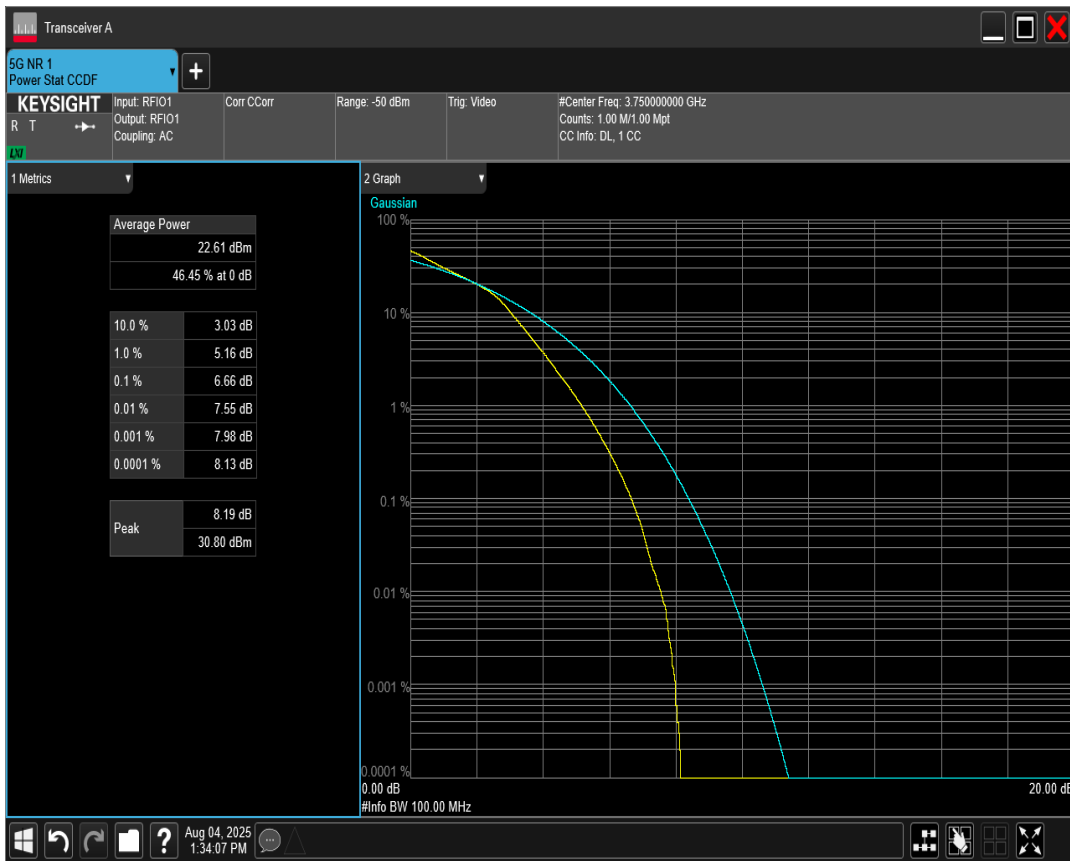 Transceiver A
5G NR 1
Power Stat CCDF
KEYSIGHT
R T
LXI
Input: RFIO1
Output: RFIO1
Coupling: AC
Corr CCorr
Range: -50 dBm
Trig: Video
#Center Freq: 3.750000000 GHz
Counts: 1.00 M/1.00 Mpt
CC Info: DL, 1 CC
1 Metrics
Average Power
22.61 dBm
46.45 % at 0 dB
10.0 % 3.03 dB
1.0 % 5.16 dB
0.1 % 6.66 dB
0.01 % 7.55 dB
0.001 % 7.98 dB
0.0001 % 8.13 dB
Peak
8.19 dB
30.80 dBm
2 Graph
Gaussian
100 %
10 %
1 %
0.1 %
0.01 %
0.001 %
0.0001 %
0.00 dB 20.00 dB
#Info BW 100.00 MHz
?
Aug 04, 2025
1:34:07 PM